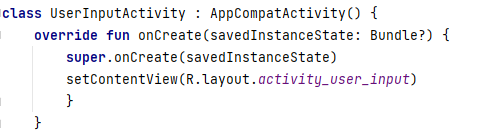 class UserInputActivity : AppCompatActivity() {
    override fun onCreate(savedInstanceState: Bundle?) {
        super.onCreate(savedInstanceState)
        setContentView(R.layout.activity_user_input)
        }
    }